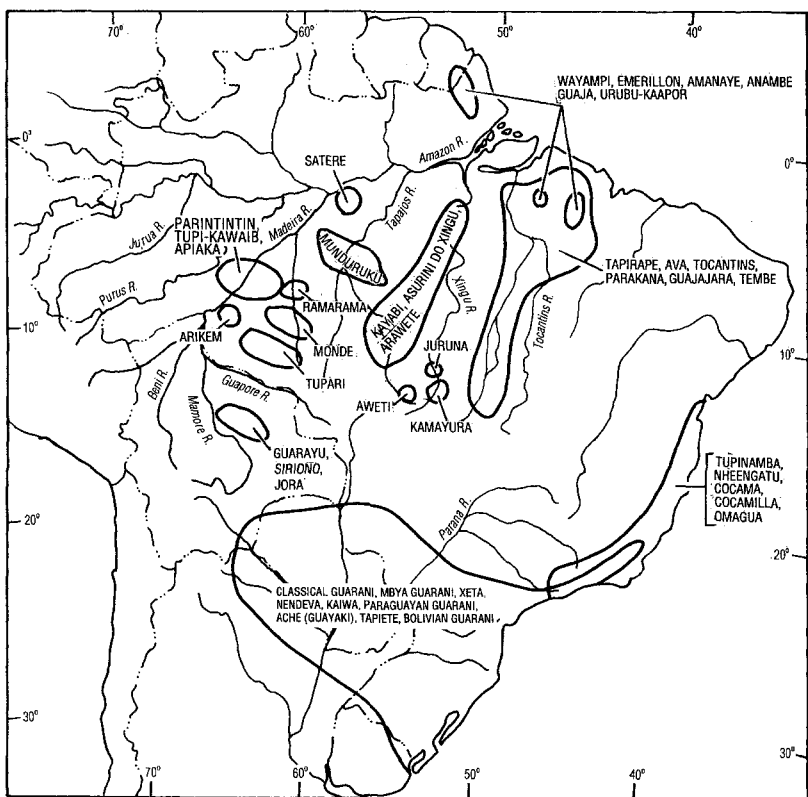 70°
60°
50°
40°
WAYAMPI, EMERILLON, AMANAYE, ANAMBE
GUAJA, URUBU-KAAPOR
0°
Amazon R.
0°
SATERE
Tapajos R.
Madeira R.
PARINTINTIN,
TUPI-KAWAIB,
APIAKA
Jurua R.
MUNDURUKU
KAYABI, ASURINI DO XINGU,
ARAWETE
Xingu R.
Tocantins R.
TAPIRAPE, AVA, TOCANTINS,
PARAKANA, GUAJAJARA, TEMBE
Purus R.
RAMARAMA
10°
ARIKEM
MONDE
JURUNA
10°
TUPARI
Beni R.
Guapore R.
AWETI
KAMAYURA
Mamore R.
GUARAYU,
SIRIOÑO,
JORA
TUPINAMBA,
NHEENGATU,
COCAMA,
COCAMILLA,
OMAGUA
20°
Parana R.
20°
CLASSICAL GUARANI, MBYA GUARANI, XETA,
NENDEVA, KAIWA, PARAGUAYAN GUARANI,
ACHE (GUAYAKI), TAPIETE, BOLIVIAN GUARANI
30°
30°
70°
60°
50°
40°